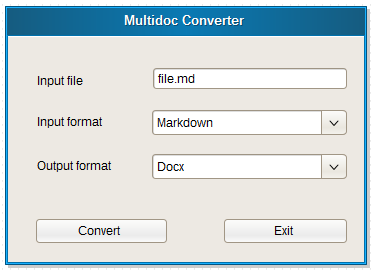 Multidoc Converter
Input file file.md
Input format Markdown
Output format Docx
Convert Exit